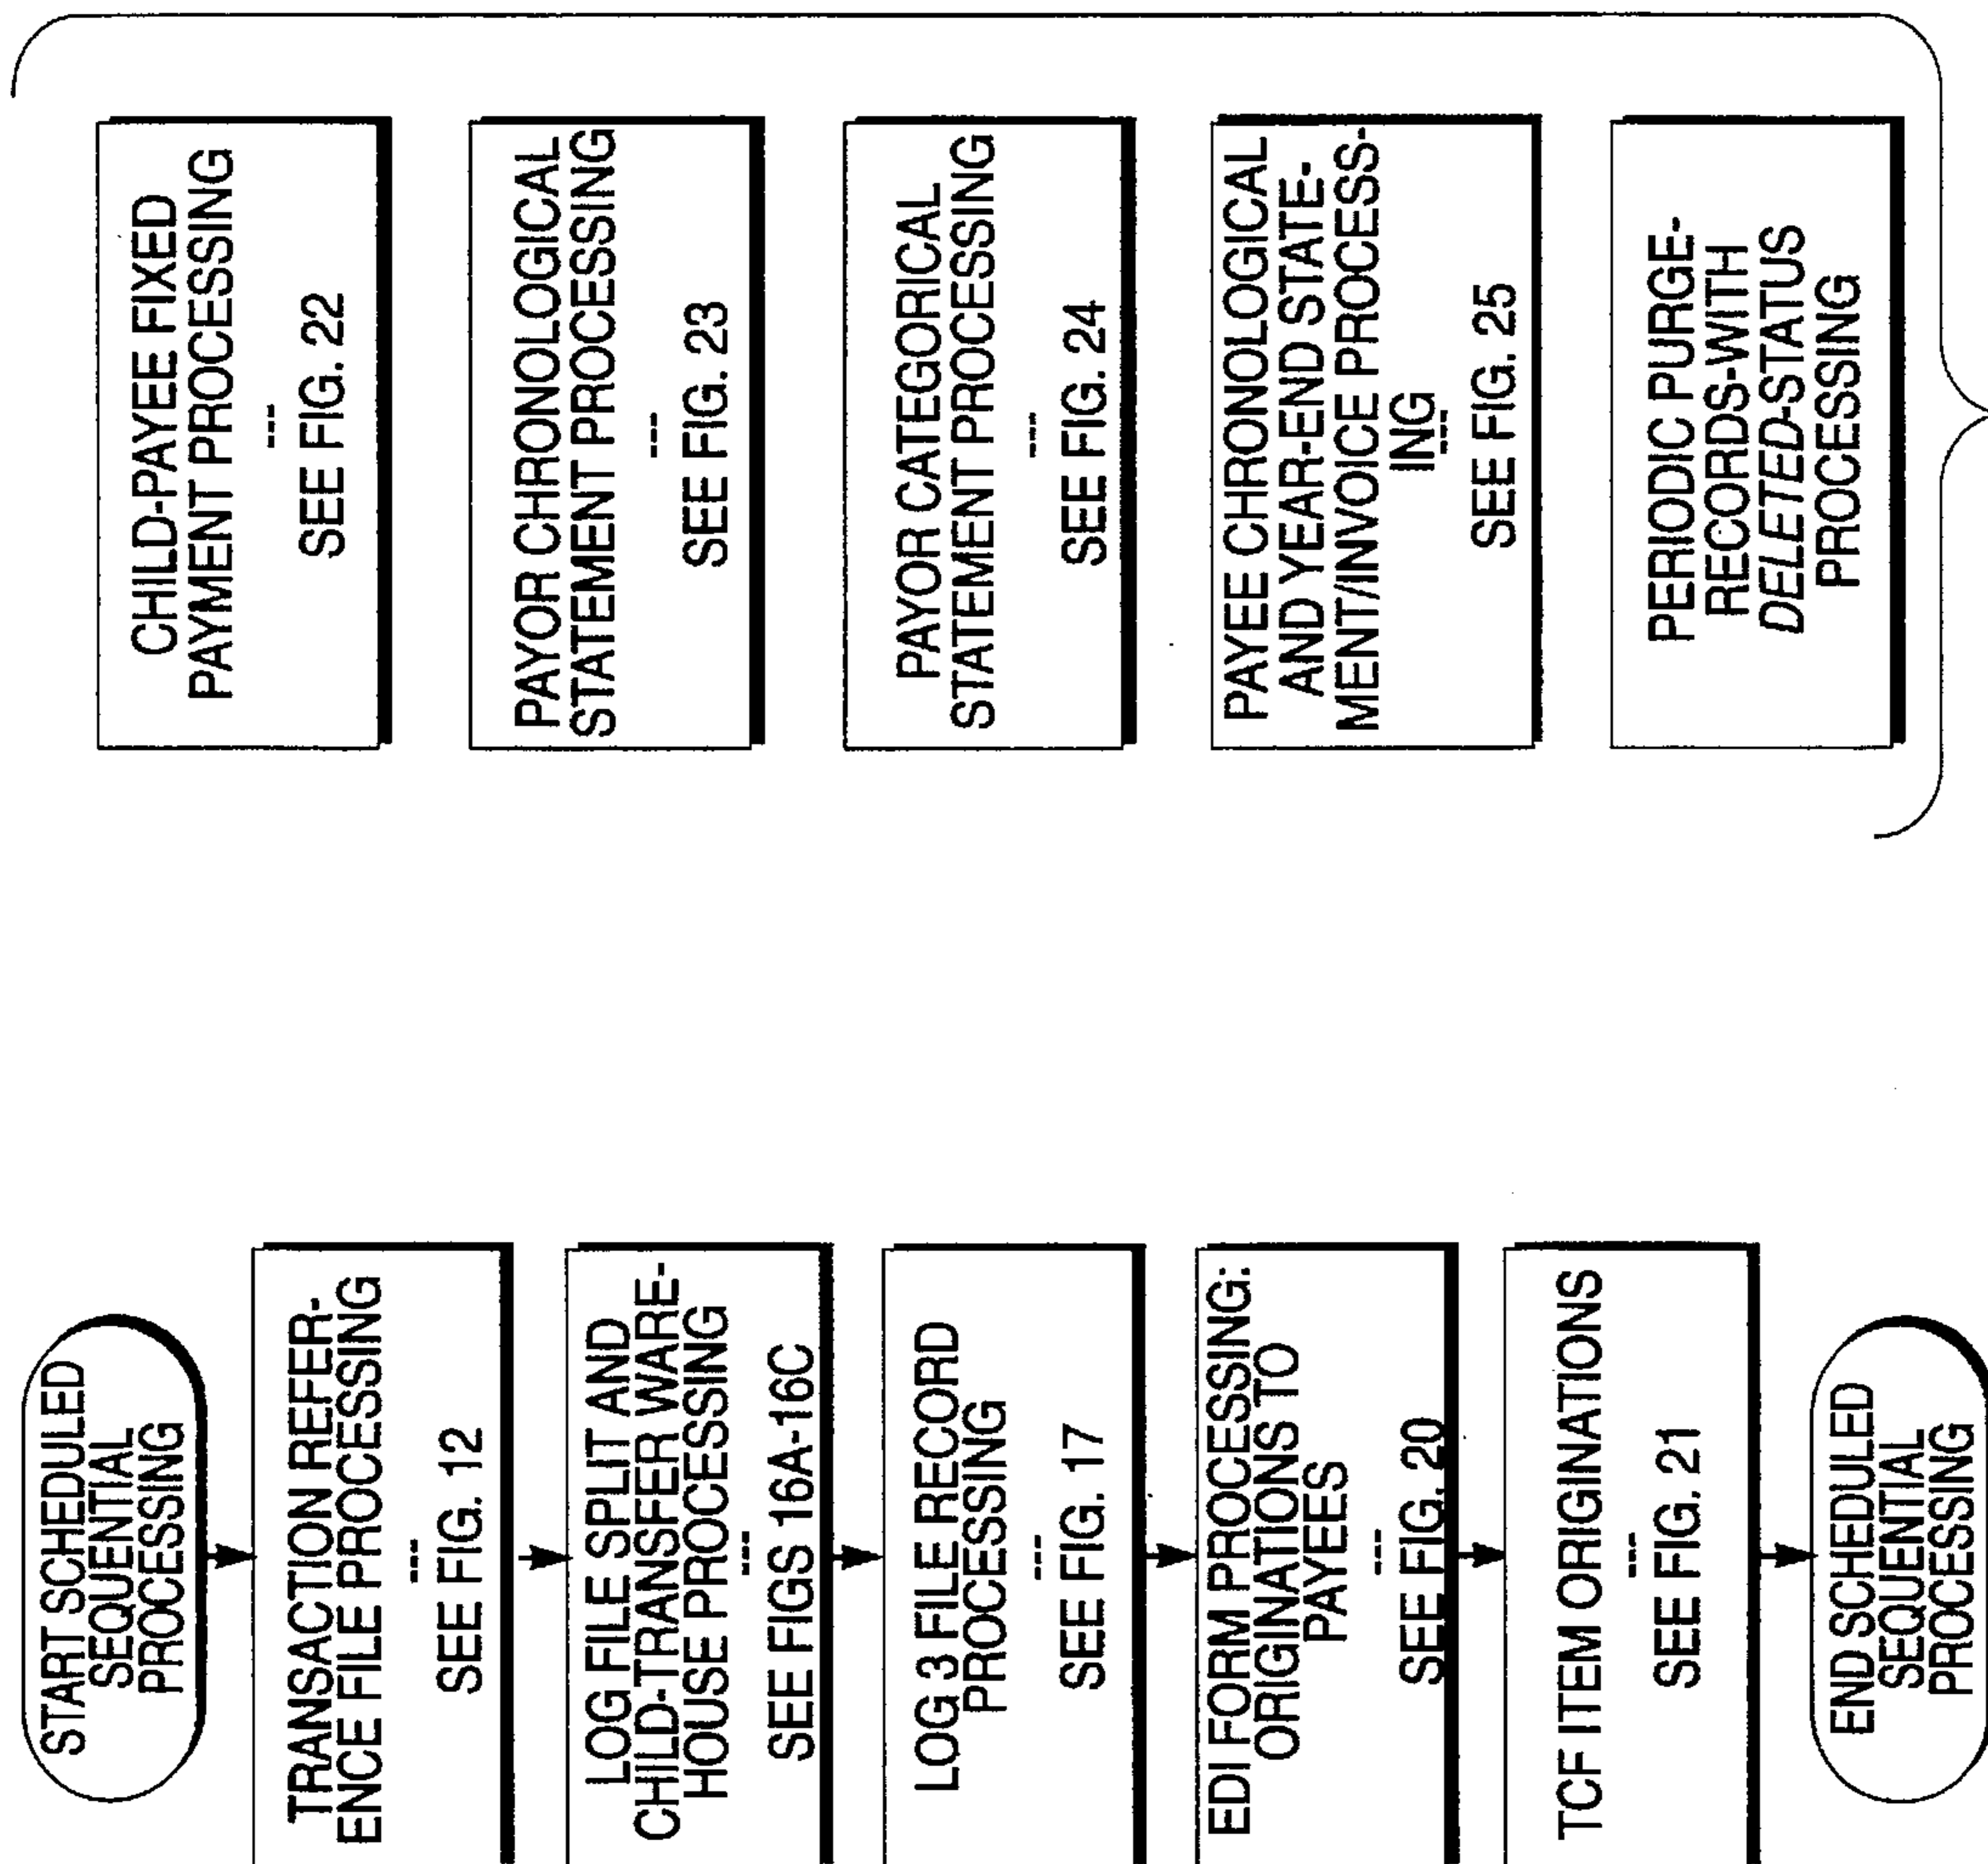 START SCHEDULED
SEQUENTIAL
PROCESSING
TRANSACTION REFER-
ENCE FILE PROCESSING
---
SEE FIG. 12
LOG FILE SPLIT AND
CHILD-TRANSFER WARE-
HOUSE PROCESSING
---
SEE FIGS 16A-16C
LOG 3 FILE RECORD
PROCESSING
---
SEE FIG. 17
EDI FORM PROCESSING:
ORIGINATIONS TO
PAYEES
---
SEE FIG. 20
TCF ITEM ORIGINATIONS
---
SEE FIG. 21
END SCHEDULED
SEQUENTIAL
PROCESSING
CHILD-PAYEE FIXED
PAYMENT PROCESSING
---
SEE FIG. 22
PAYOR CHRONOLOGICAL
STATEMENT PROCESSING
---
SEE FIG. 23
PAYOR CATEGORICAL
STATEMENT PROCESSING
---
SEE FIG. 24
PAYEE CHRONOLOGICAL
AND YEAR-END STATE-
MENT/INVOICE PROCESS-
ING
---
SEE FIG. 25
PERIODIC PURGE-
RECORDS-WITH
DELETED-STATUS
PROCESSING